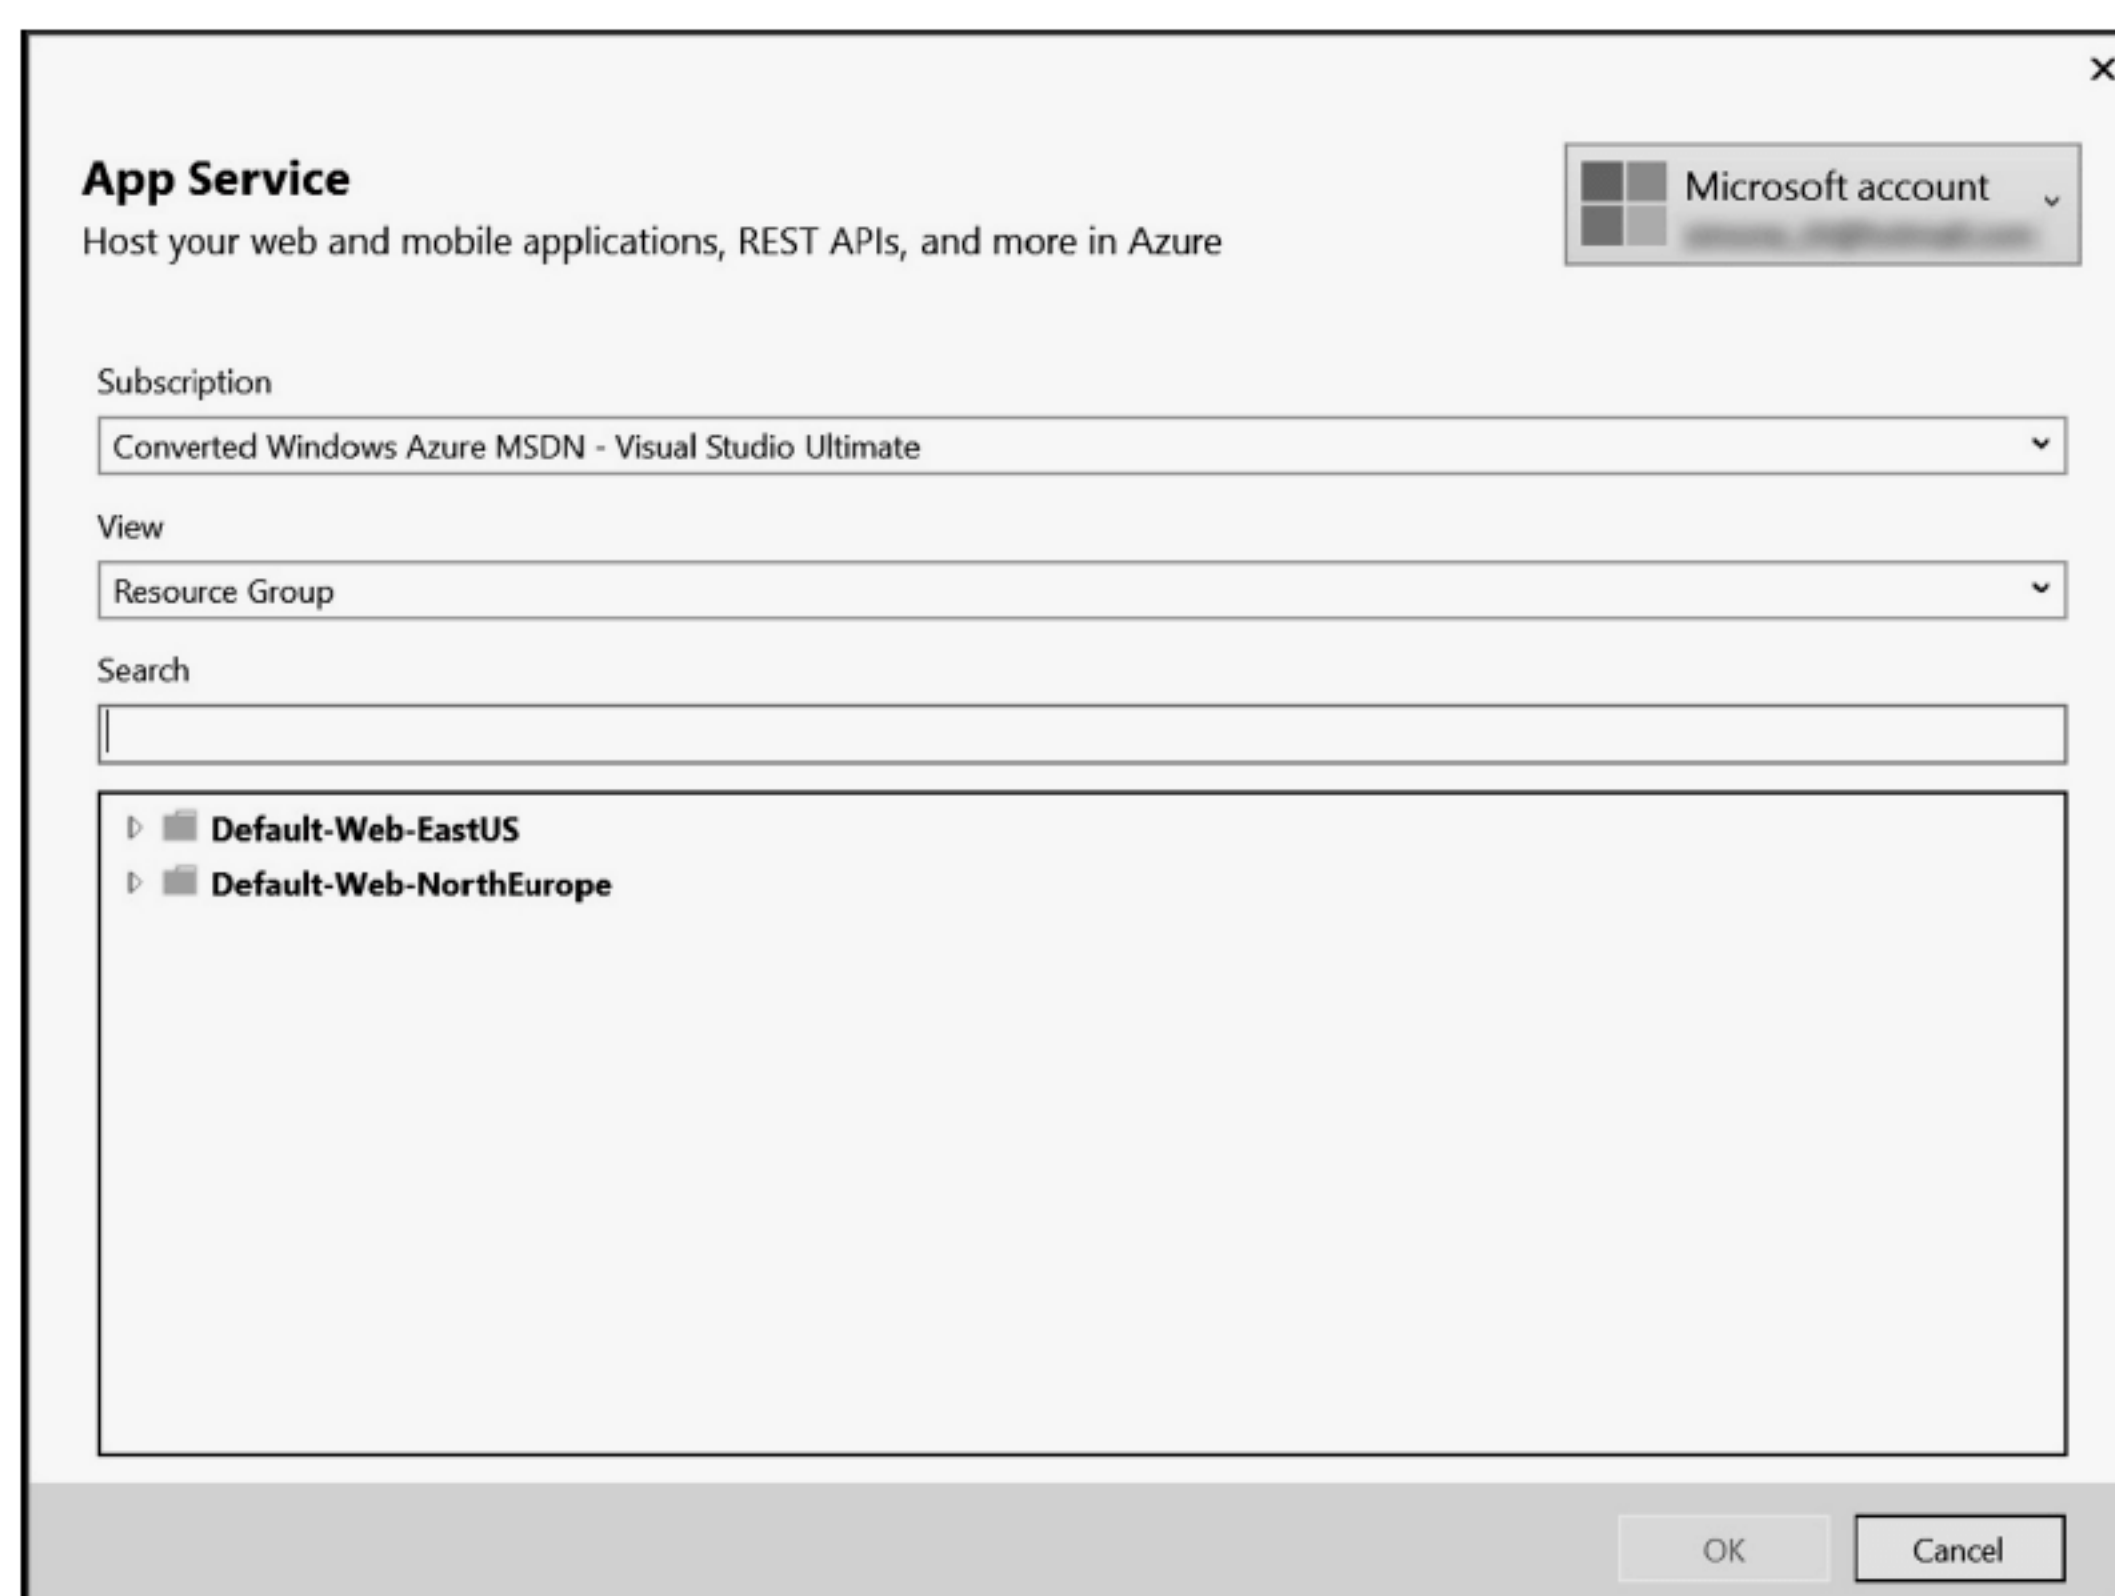 App Service
Host your web and mobile applications, REST APIs, and more in Azure
Microsoft account
Subscription
Converted Windows Azure MSDN - Visual Studio Ultimate
View
Resource Group
Search
Default-Web-EastUS
Default-Web-NorthEurope
OK
Cancel